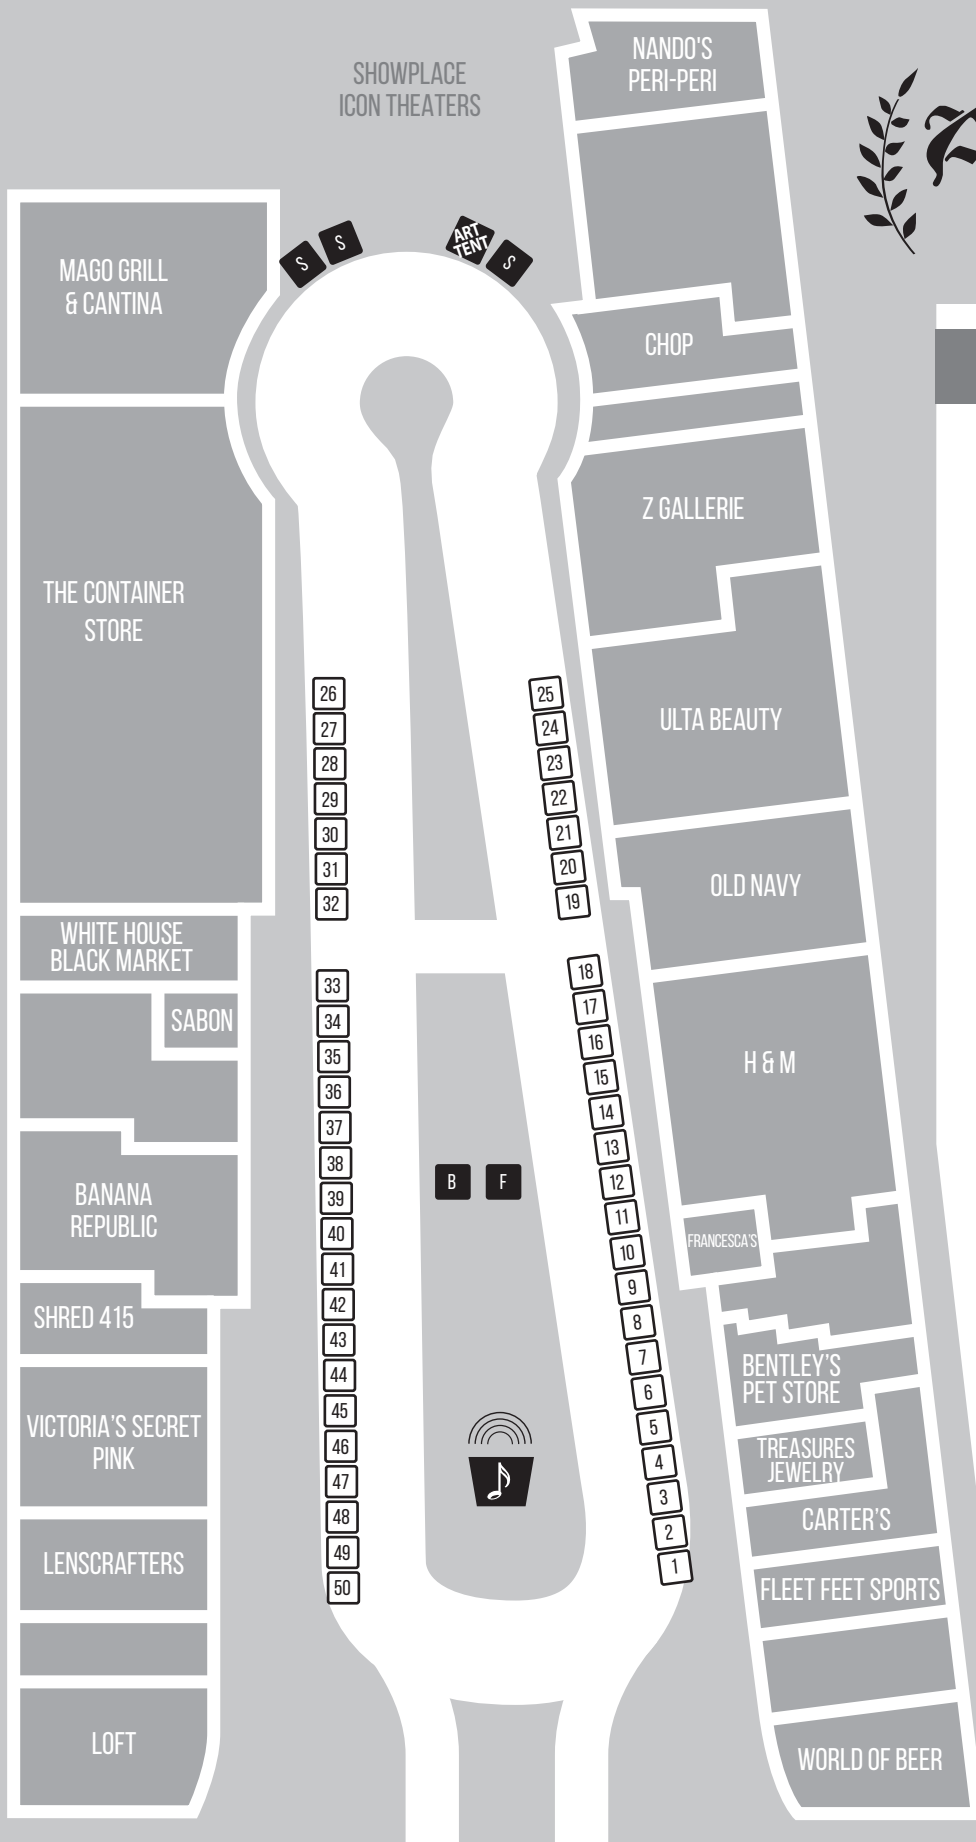 SHOWPLACE
ICON THEATERS
NANDO'S
PERI-PERI
MAGO GRILL
& CANTINA
S
S
ART
TENT
S
CHOP
Z GALLERIE
THE CONTAINER
STORE
ULTA BEAUTY
OLD NAVY
WHITE HOUSE
BLACK MARKET
SABON
H & M
BANANA
REPUBLIC
FRANCESCA'S
SHRED 415
BENTLEY'S
PET STORE
VICTORIA'S SECRET
PINK
TREASURES
JEWELRY
CARTER'S
LENSCRAFTERS
FLEET FEET SPORTS
LOFT
WORLD OF BEER
26
27
28
29
30
31
32
33
34
35
36
37
38
39
40
41
42
43
44
45
46
47
48
49
50
25
24
23
22
21
20
19
18
17
16
15
14
13
12
11
10
9
8
7
6
5
4
3
2
1
B
F